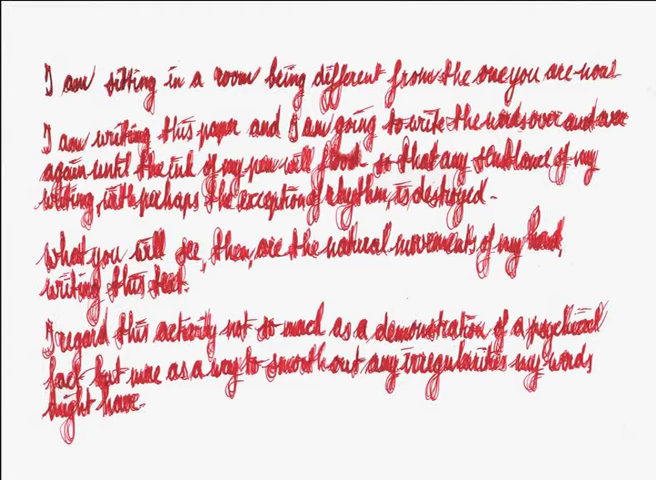 I am sitting in a room being different from the one you are now.
I am writing this paper and I am going to write the words over and over
again until the ink of my pen will flood so that any semblance of my
writing, with perhaps the exception of rhythm, is destroyed.
What you will see, then, are the natural movements of my hand,
writing this text.
I regard this activity not so much as a demonstration of a psychical
fact but more as a way to smooth out any irregularities my words
might have.